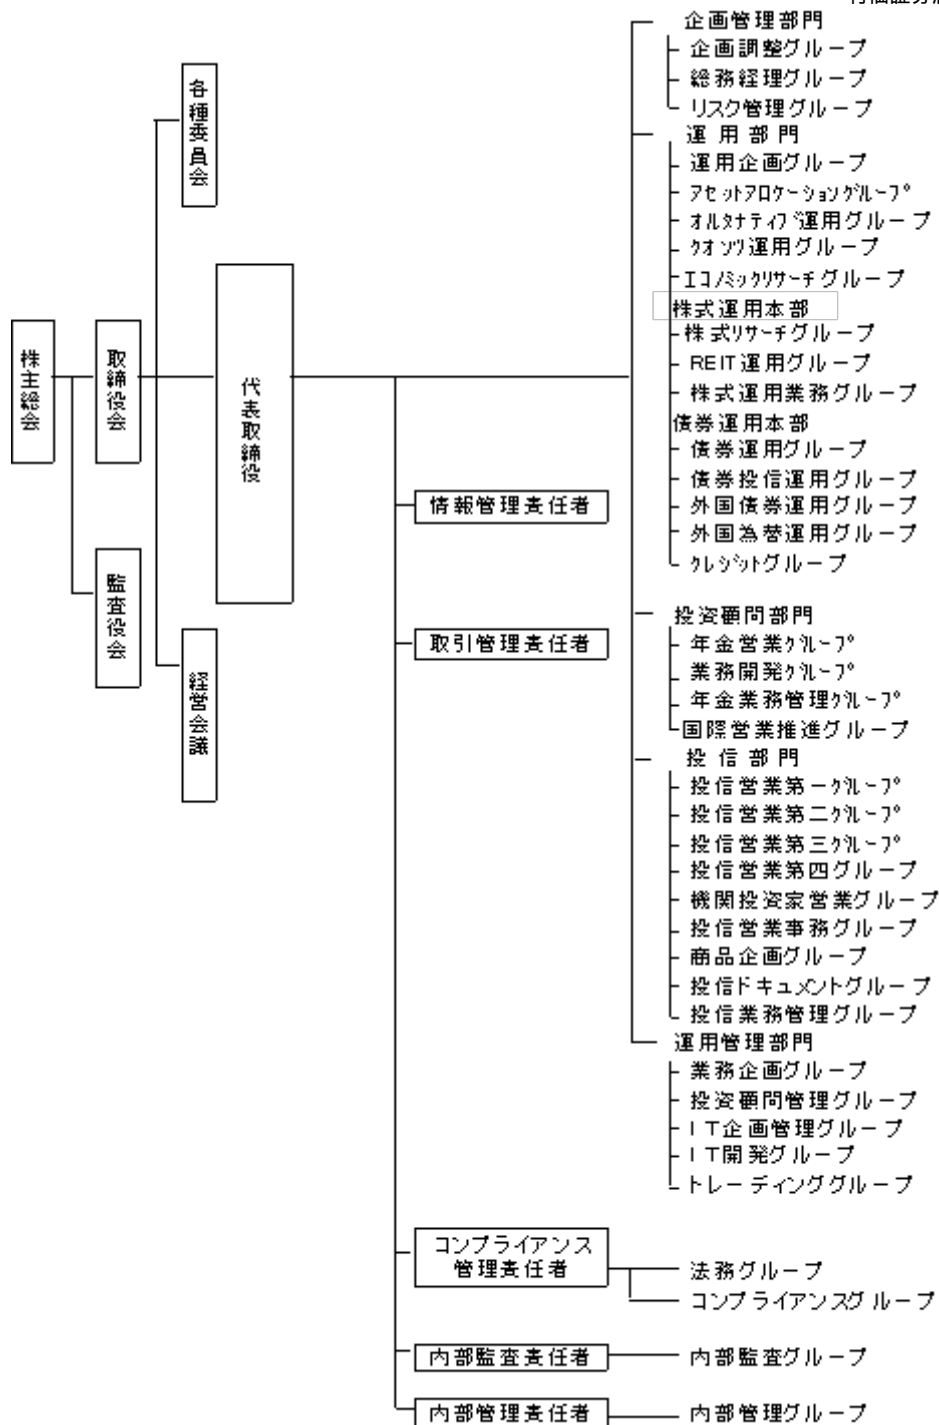 株主総会
取締役会
監査役会
各種委員会
経営会議
代表取締役
情報管理責任者
取引管理責任者
コンプライアンス
管理責任者
内部監査責任者
内部管理責任者
企画管理部門
企画調整グループ
総務経理グループ
リスク管理グループ
運用部門
運用企画グループ
アセットアロケーショングループ
オルタナティブ運用グループ
クオンツ運用グループ
エコノミックリサーチグループ
株式運用本部
株式リサーチグループ
REIT運用グループ
株式運用業務グループ
債券運用本部
債券運用グループ
債券投信運用グループ
外国債券運用グループ
外国為替運用グループ
クレジットグループ
投資顧問部門
年金営業グループ
業務開発グループ
年金業務管理グループ
国際営業推進グループ
投信部門
投信営業第一グループ
投信営業第二グループ
投信営業第三グループ
投信営業第四グループ
機関投資家営業グループ
投信営業事務グループ
商品企画グループ
投信ドキュメントグループ
投信業務管理グループ
運用管理部門
業務企画グループ
投資顧問管理グループ
IT企画管理グループ
IT開発グループ
トレーディンググループ
法務グループ
コンプライアンスグループ
内部監査グループ
内部管理グループ